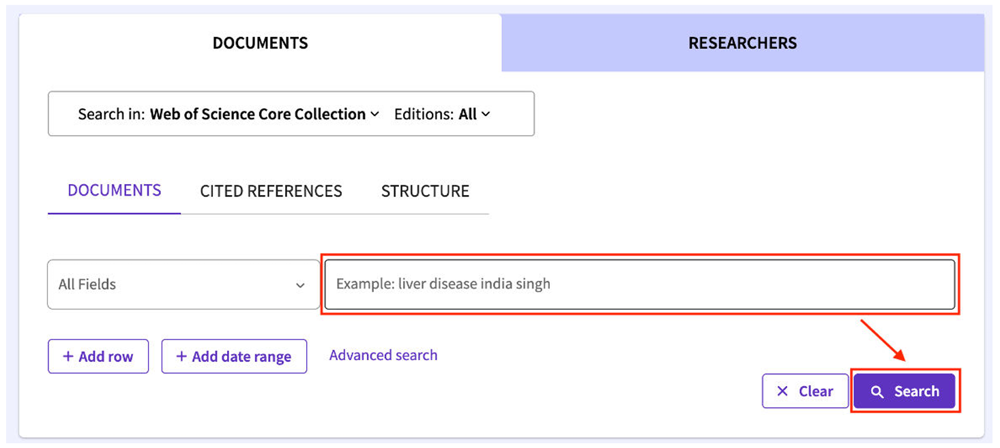 DOCUMENTS
RESEARCHERS
Search in: Web of Science Core Collection Editions: All
DOCUMENTS CITED REFERENCES STRUCTURE
All Fields
Example: liver disease india singh
+ Add row
+ Add date range
Advanced search
× Clear
Search